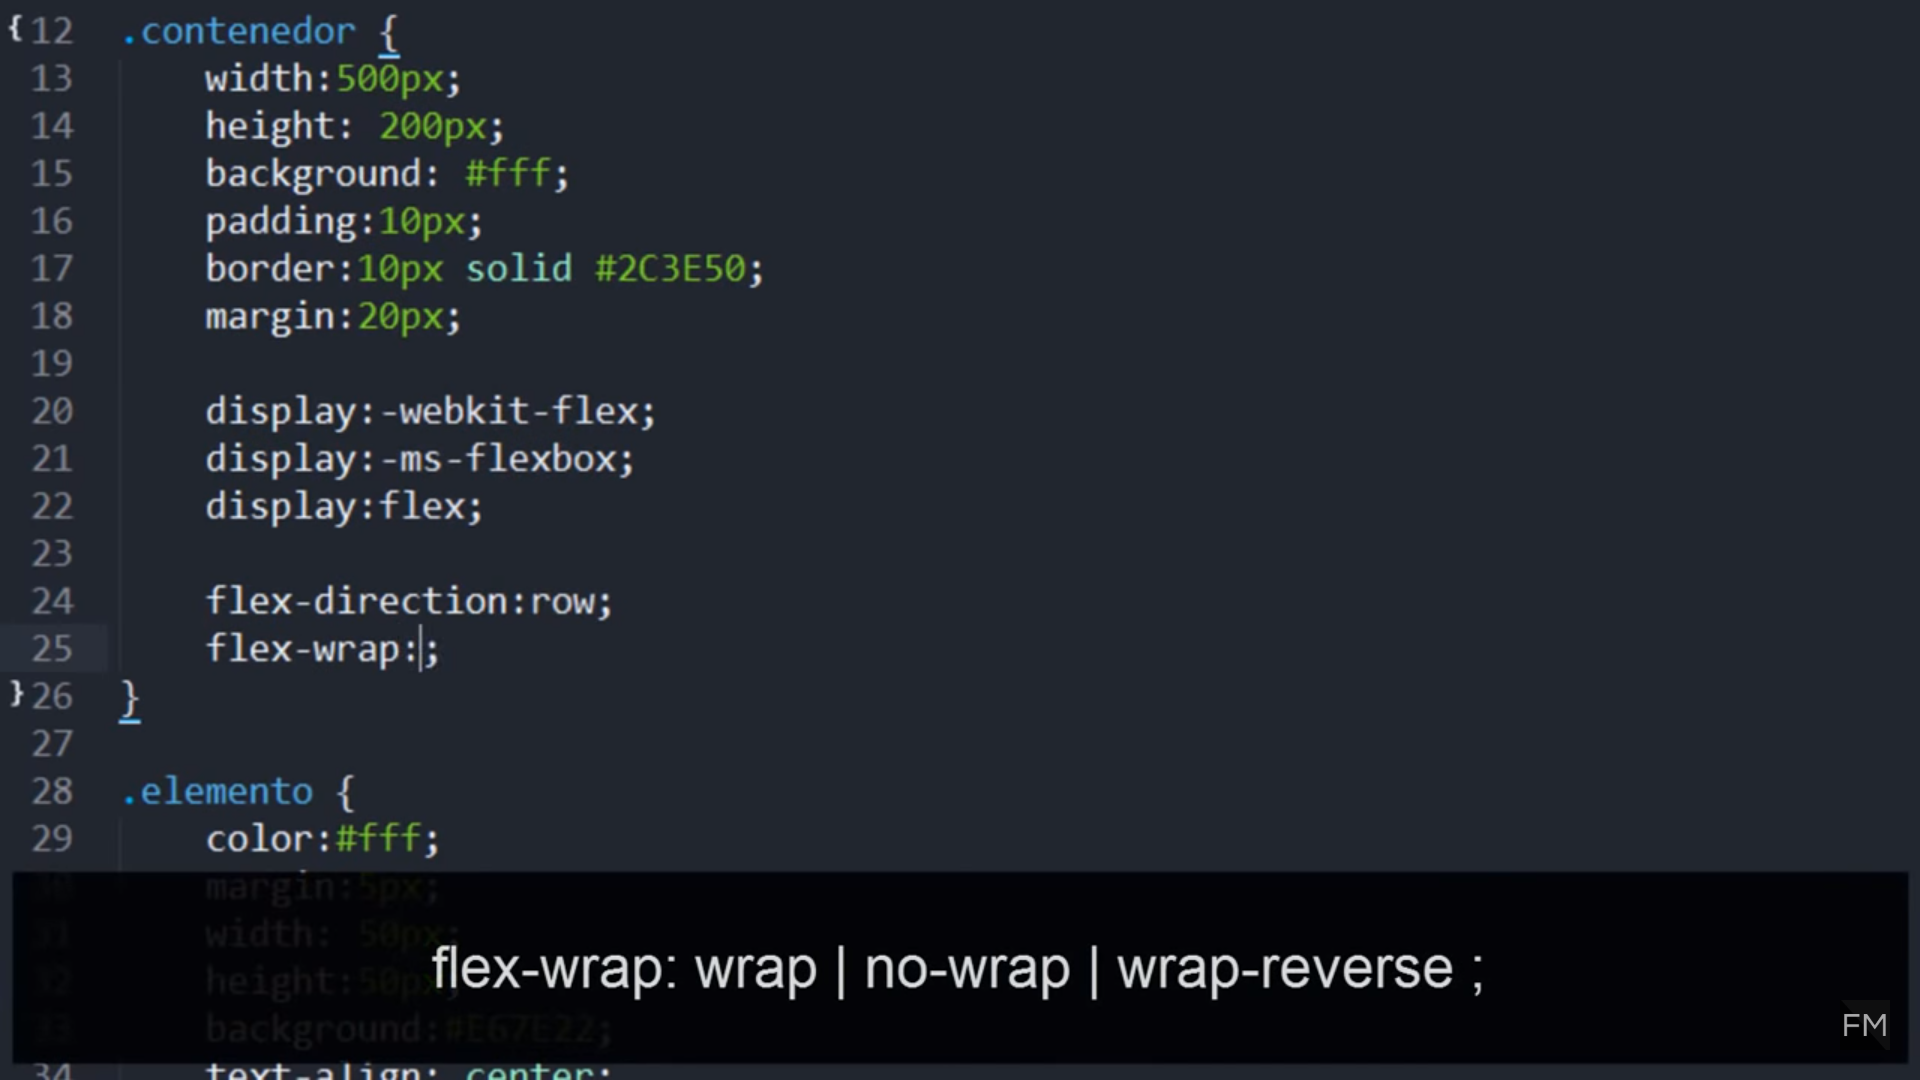 {12 .contenedor {
13 width:500px;
14 height: 200px;
15 background: #fff;
16 padding:10px;
17 border:10px solid #2C3E50;
18 margin:20px;
19
20 display:-webkit-flex;
21 display:-ms-flexbox;
22 display:flex;
23
24 flex-direction:row;
25 flex-wrap:;
}26 }
27
28 .elemento {
29 color:#fff;
30 margin:5px;
31 width: 50px;
32 height:50px;
33 background:#E67E22;
34 text-align: center;
flex-wrap: wrap | no-wrap | wrap-reverse ;
FM